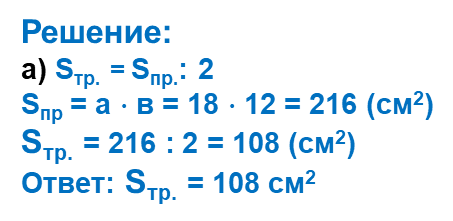 Решение:
а) Sтр. = Sпр.: 2
Sпр = а · в = 18 · 12 = 216 (см²)
Sтр. = 216 : 2 = 108 (см²)
Ответ: Sтр. = 108 см²